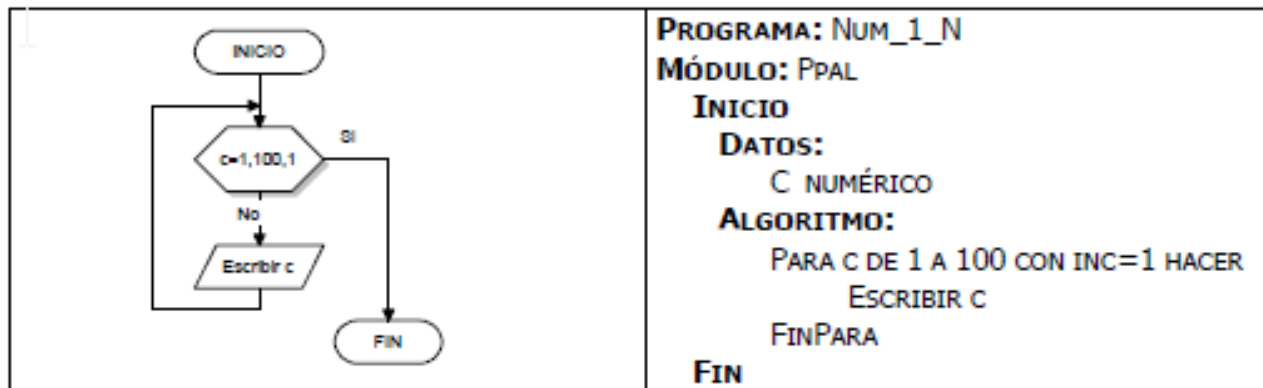 INICIO
c=1,100,1
SI
No
Escribir c
FIN
PROGRAMA: NUM_1_N
MÓDULO: PPAL
INICIO
DATOS:
C NUMÉRICO
ALGORITMO:
PARA C DE 1 A 100 CON INC=1 HACER
ESCRIBIR C
FINPARA
FIN